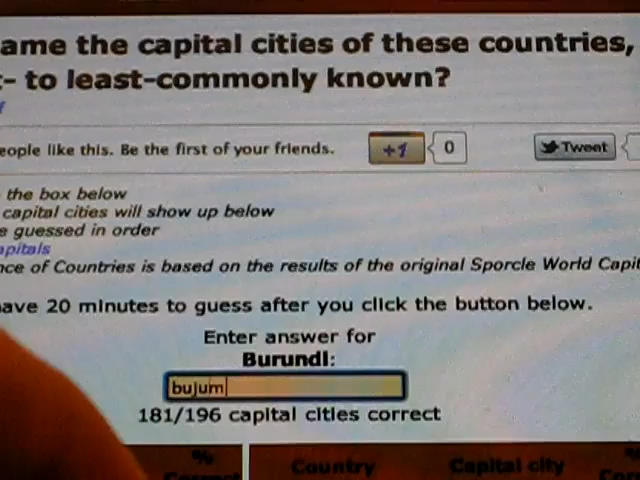 ame the capital cities of these countries,
- to least-commonly known?
eople like this. Be the first of your friends.
+1
0
Tweet
the box below
capital cities will show up below
e guessed in order
apitals
nce of Countries is based on the results of the original Sporcle World Capit
ave 20 minutes to guess after you click the button below.
Enter answer for
Burundi:
bujum
181/196 capital cities correct
%
Country
Capital city
%
Correct
Cor